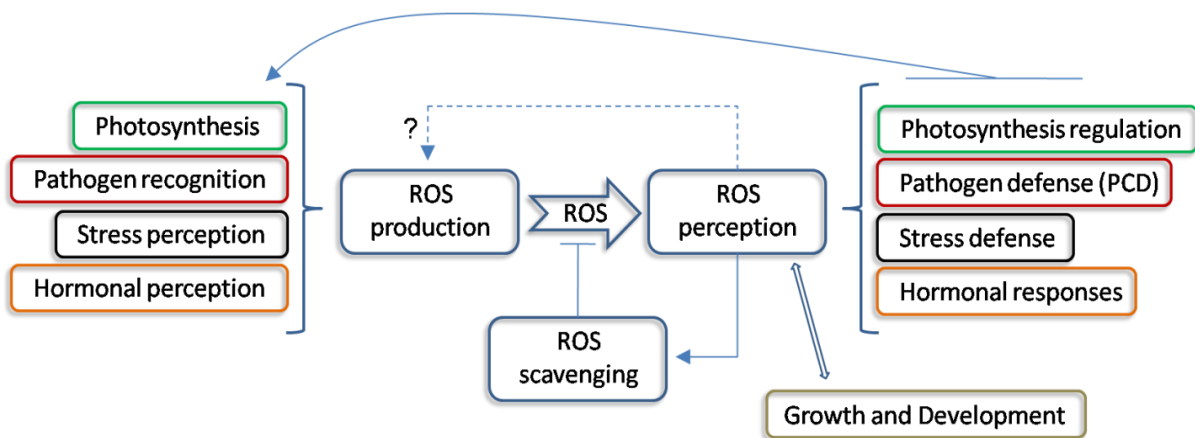 Photosynthesis
Pathogen recognition
Stress perception
Hormonal perception
?
ROS
production
ROS
ROS
perception
ROS
scavenging
Photosynthesis regulation
Pathogen defense (PCD)
Stress defense
Hormonal responses
Growth and Development